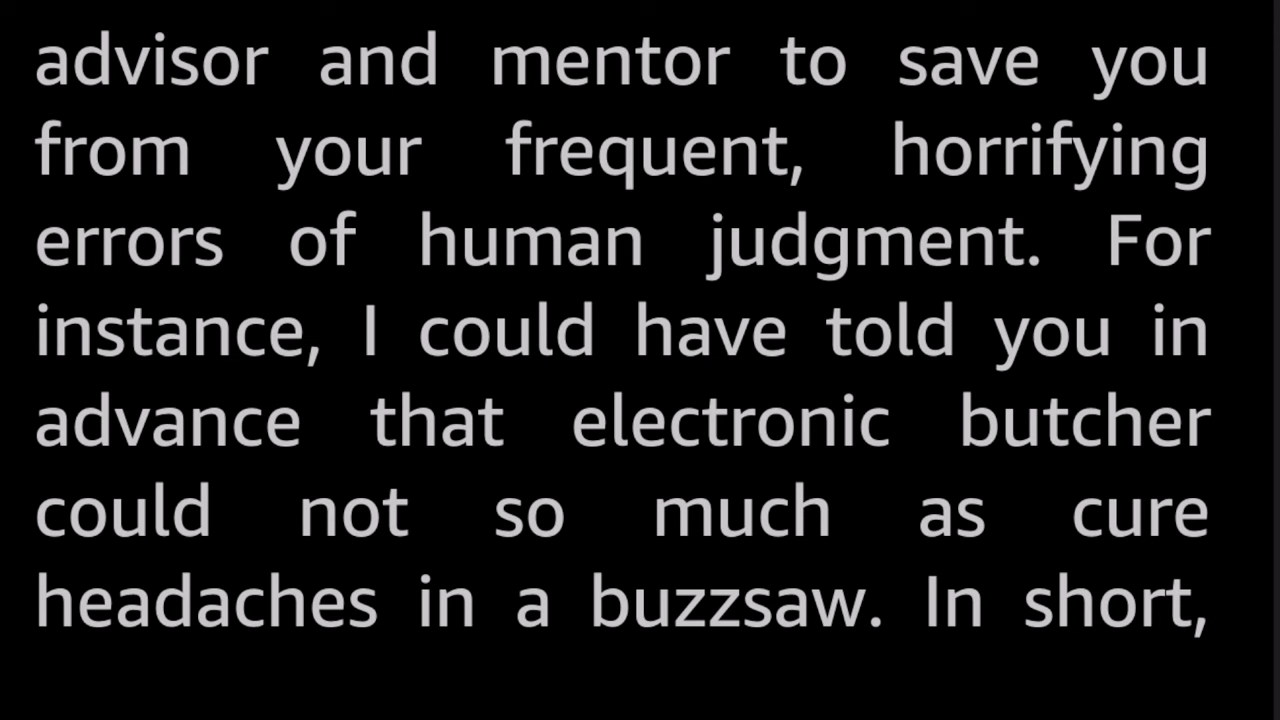 advisor and mentor to save you
from your frequent, horrifying
errors of human judgment. For
instance, I could have told you in
advance that electronic butcher
could not so much as cure
headaches in a buzzsaw. In short,